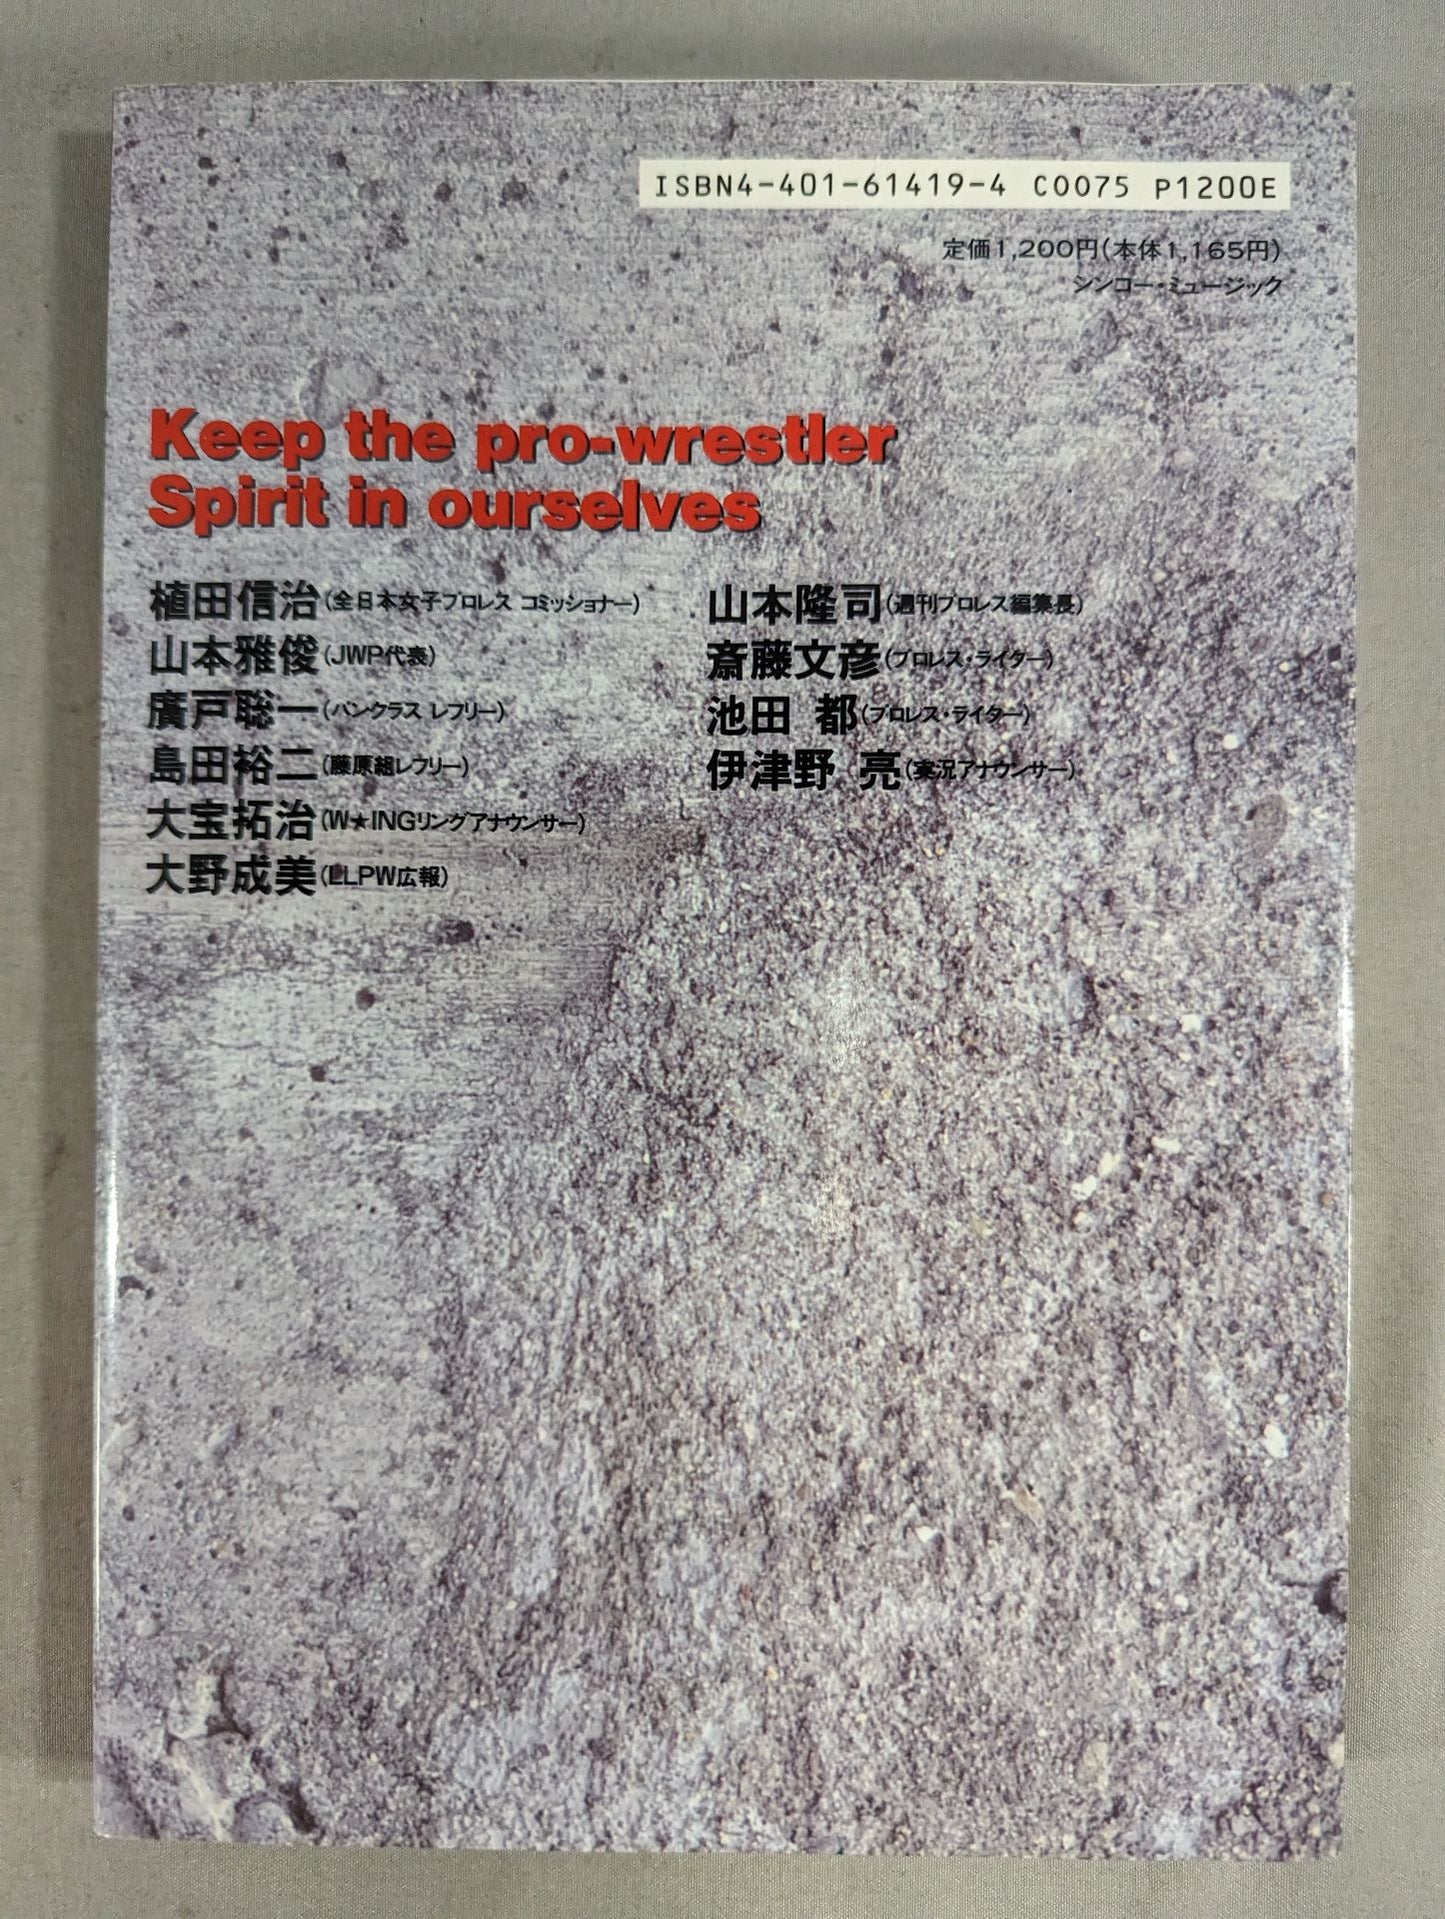 ISBN4-401-61419-4 C0075 P1200E
定価1,200円(本体1,165円)
シンコー・ミュージック
Keep the pro-wrestler
Spirit in ourselves
植田信治(全日本女子プロレス コミッショナー)
山本雅俊(JWP代表)
廣戸聡一(パンクラス レフリー)
島田裕二(藤原組レフリー)
大宝拓治(W★INGリングアナウンサー)
大野成美(LLPW広報)
山本隆司(週刊プロレス編集長)
斎藤文彦(プロレス・ライター)
池田 都(プロレス・ライター)
伊津野 亮(実況アナウンサー)